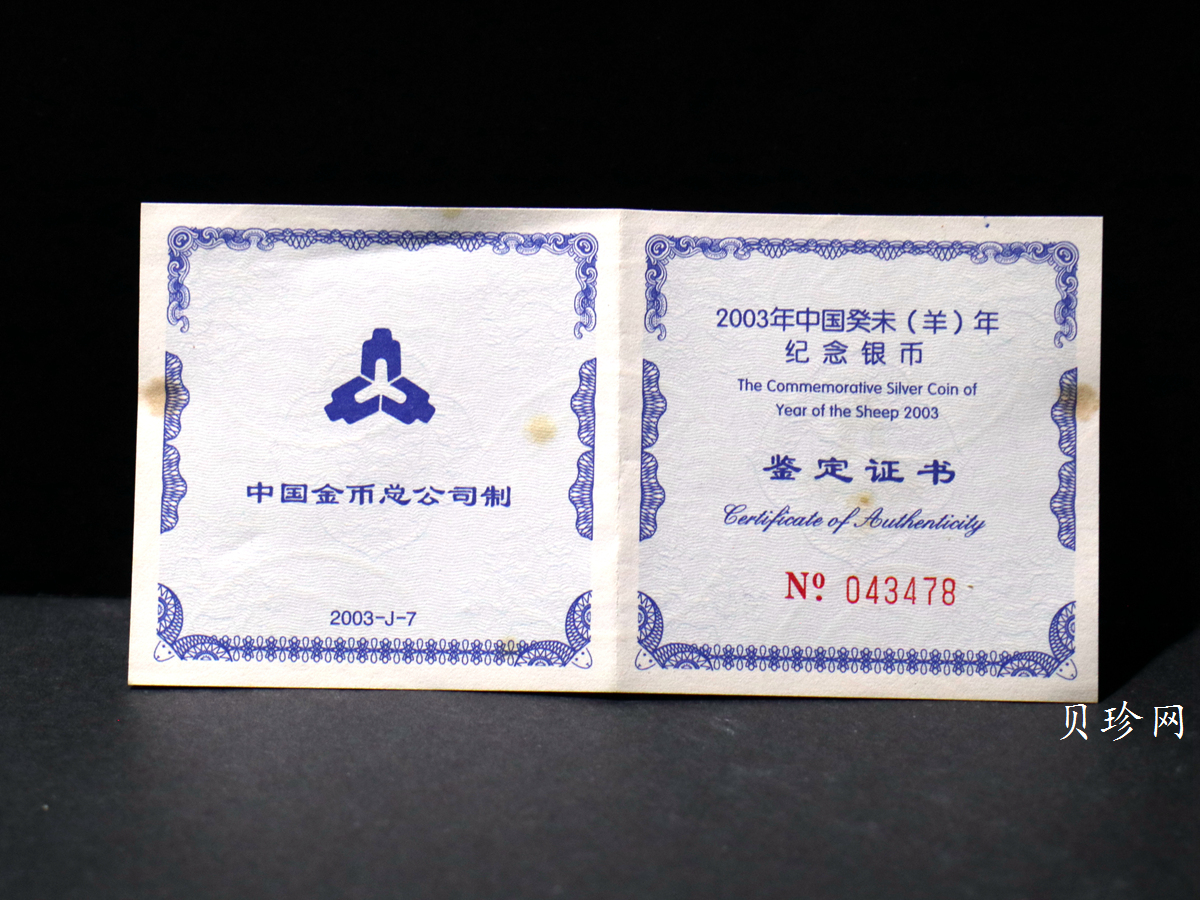 中国金币总公司制
2003-J-7
2003年中国癸未（羊）年
纪念银币
The Commemorative Silver Coin of
Year of the Sheep 2003
鉴定证书
Certificate of Authenticity
Nº. 043478
贝珍网